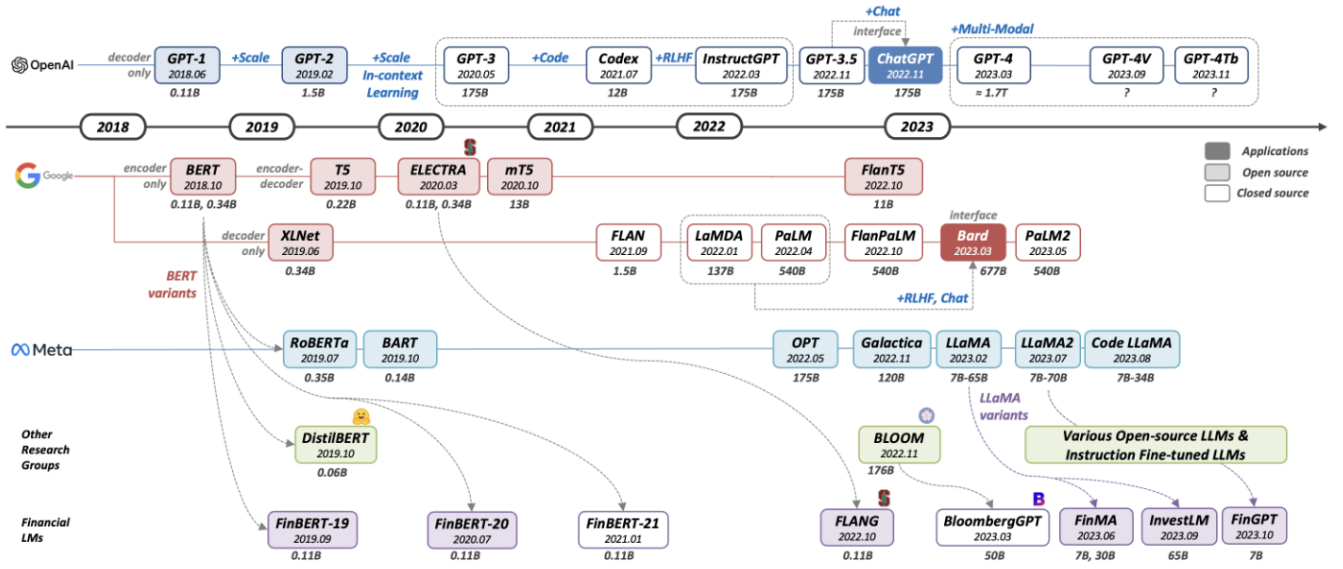 +Chat
interface
+Multi-Modal
OpenAI
decoder
only
GPT-1
2018.06
0.11B
+Scale
GPT-2
2019.02
1.5B
+Scale
In-context
Learning
GPT-3
2020.05
175B
+Code
Codex
2021.07
12B
+RLHF
InstructGPT
2022.03
175B
GPT-3.5
2022.11
175B
ChatGPT
2022.11
175B
GPT-4
2023.03
≈ 1.7T
GPT-4V
2023.09
?
GPT-4Tb
2023.11
?
2018
2019
2020
2021
2022
2023
Applications
Open source
Closed source
Google
encoder
only
BERT
2018.10
0.11B, 0.34B
encoder-
decoder
T5
2019.10
0.22B
ELECTRA
2020.03
0.11B, 0.34B
mT5
2020.10
13B
FlanT5
2022.10
11B
decoder
only
XLNet
2019.06
0.34B
FLAN
2021.09
1.5B
LaMDA
2022.01
137B
PaLM
2022.04
540B
FlanPaLM
2022.10
540B
interface
Bard
2023.03
677B
PaLM2
2023.05
540B
+RLHF, Chat
BERT
variants
Meta
RoBERTa
2019.07
0.35B
BART
2019.10
0.14B
OPT
2022.05
175B
Galactica
2022.11
120B
LLaMA
2023.02
7B-65B
LLaMA2
2023.07
7B-70B
Code LLaMA
2023.08
7B-34B
LLaMA
variants
Other
Research
Groups
DistilBERT
2019.10
0.06B
BLOOM
2022.11
176B
Various Open-source LLMs &
Instruction Fine-tuned LLMs
Financial
LMs
FinBERT-19
2019.09
0.11B
FinBERT-20
2020.07
0.11B
FinBERT-21
2021.01
0.11B
FLANG
2022.10
0.11B
B
BloombergGPT
2023.03
50B
FinMA
2023.06
7B, 30B
InvestLM
2023.09
65B
FinGPT
2023.10
7B